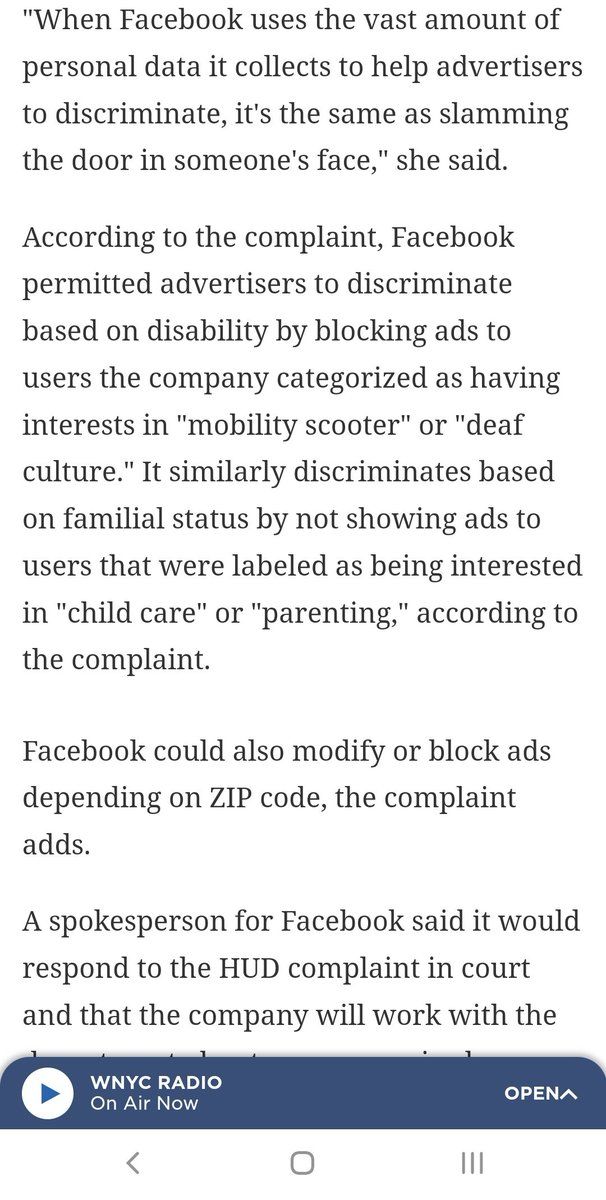 "When Facebook uses the vast amount of
personal data it collects to help advertisers
to discriminate, it's the same as slamming
the door in someone's face," she said.
According to the complaint, Facebook
permitted advertisers to discriminate
based on disability by blocking ads to
users the company categorized as having
interests in "mobility scooter" or "deaf
culture." It similarly discriminates based
on familial status by not showing ads to
users that were labeled as being interested
in "child care" or "parenting," according to
the complaint.
Facebook could also modify or block ads
depending on ZIP code, the complaint
adds.
A spokesperson for Facebook said it would
respond to the HUD complaint in court
and that the company will work with the
WNYC RADIO
On Air Now
OPEN